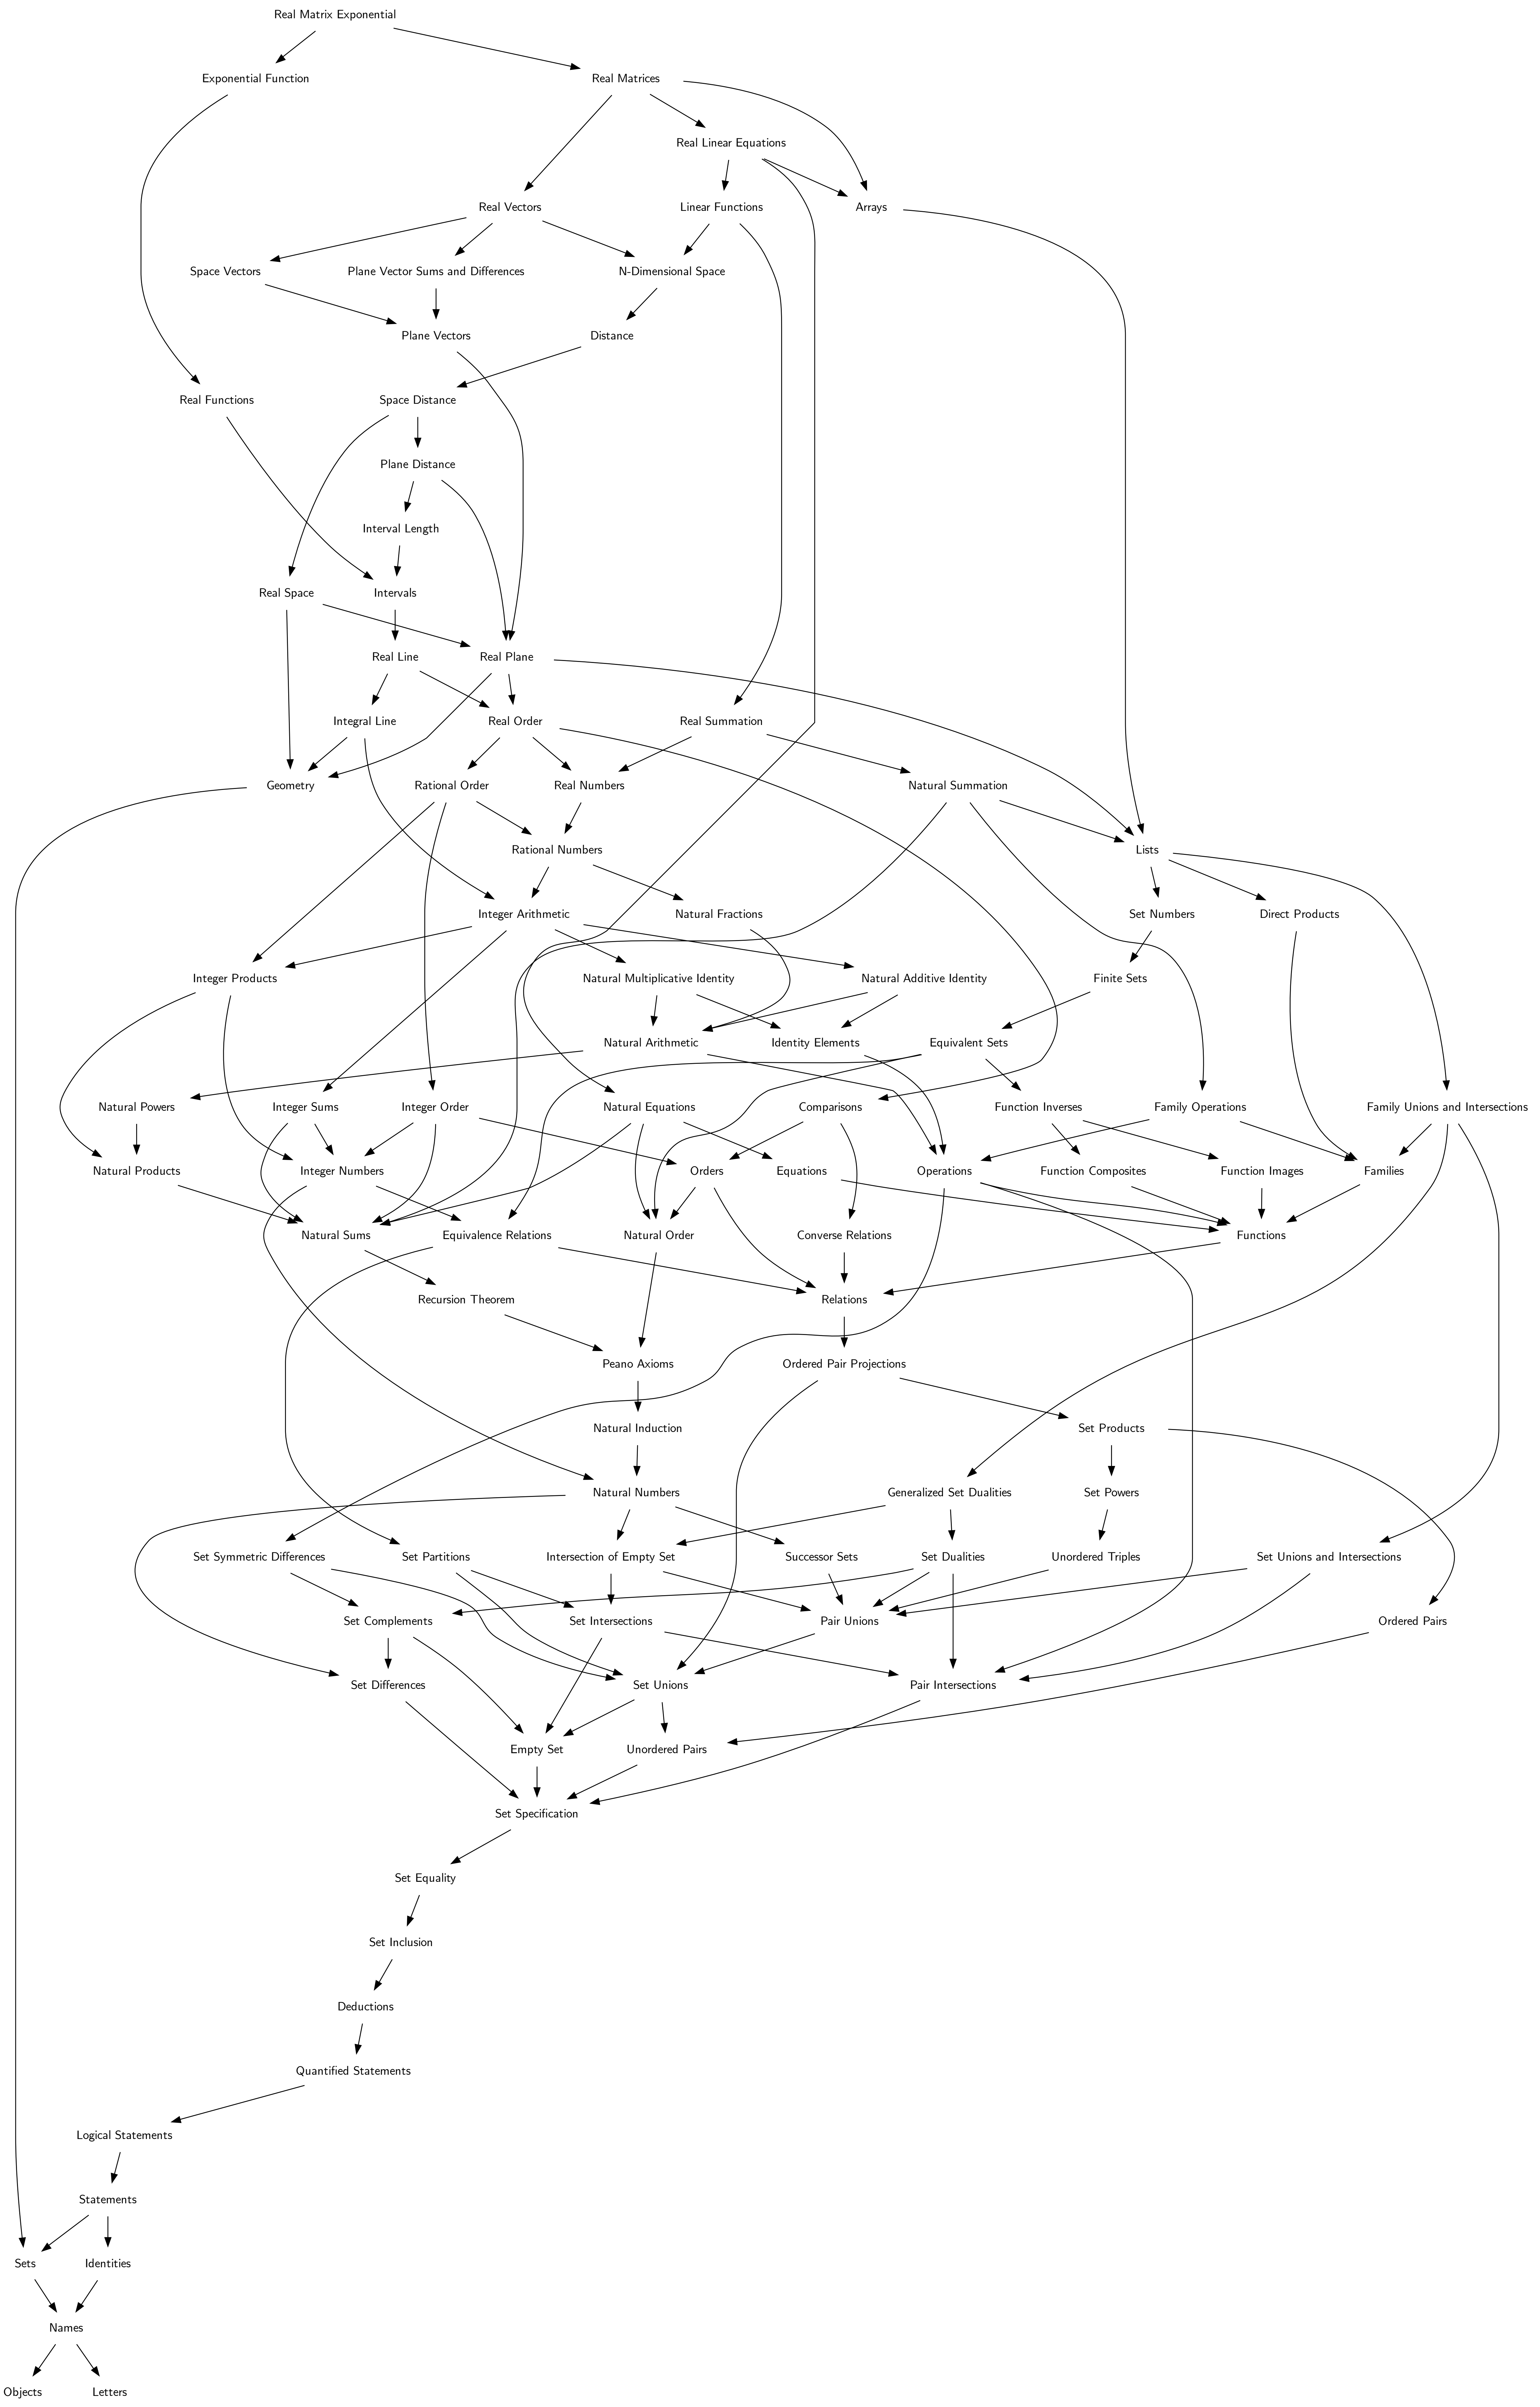 Real Matrix Exponential
Exponential Function
Real Matrices
Real Linear Equations
Real Vectors
Linear Functions
Arrays
Space Vectors
Plane Vector Sums and Differences
N-Dimensional Space
Plane Vectors
Distance
Real Functions
Space Distance
Plane Distance
Interval Length
Real Space
Intervals
Real Line
Real Plane
Integral Line
Real Order
Real Summation
Geometry
Rational Order
Real Numbers
Natural Summation
Rational Numbers
Lists
Integer Arithmetic
Natural Fractions
Set Numbers
Direct Products
Integer Products
Natural Multiplicative Identity
Natural Additive Identity
Finite Sets
Natural Arithmetic
Identity Elements
Equivalent Sets
Natural Powers
Integer Sums
Integer Order
Natural Equations
Comparisons
Function Inverses
Family Operations
Family Unions and Intersections
Natural Products
Integer Numbers
Orders
Equations
Operations
Function Composites
Function Images
Families
Natural Sums
Equivalence Relations
Natural Order
Converse Relations
Functions
Recursion Theorem
Relations
Peano Axioms
Ordered Pair Projections
Natural Induction
Set Products
Natural Numbers
Generalized Set Dualities
Set Powers
Set Symmetric Differences
Set Partitions
Intersection of Empty Set
Successor Sets
Set Dualities
Unordered Triples
Set Unions and Intersections
Set Complements
Set Intersections
Pair Unions
Ordered Pairs
Set Differences
Set Unions
Pair Intersections
Empty Set
Unordered Pairs
Set Specification
Set Equality
Set Inclusion
Deductions
Quantified Statements
Logical Statements
Statements
Sets
Identities
Names
Objects
Letters